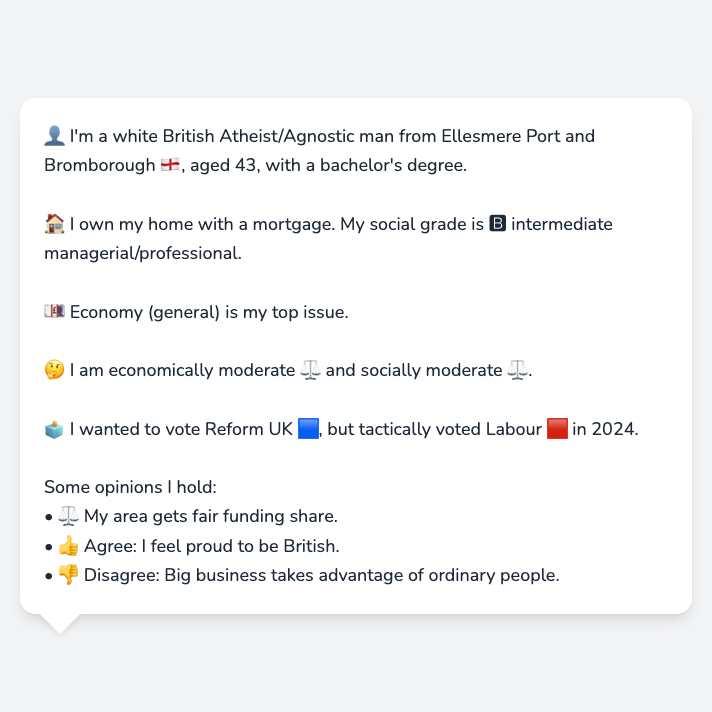 👤 I'm a white British Atheist/Agnostic man from Ellesmere Port and
Bromborough 🏴󠁧󠁢󠁥󠁮󠁧󠁿, aged 43, with a bachelor's degree.
🏠 I own my home with a mortgage. My social grade is 🅱 intermediate
managerial/professional.
💷 Economy (general) is my top issue.
🤔 I am economically moderate ⚖️ and socially moderate ⚖️.
🗳️ I wanted to vote Reform UK 🟦, but tactically voted Labour 🟥 in 2024.
Some opinions I hold:
• ⚖️ My area gets fair funding share.
• 👍 Agree: I feel proud to be British.
• 👎 Disagree: Big business takes advantage of ordinary people.